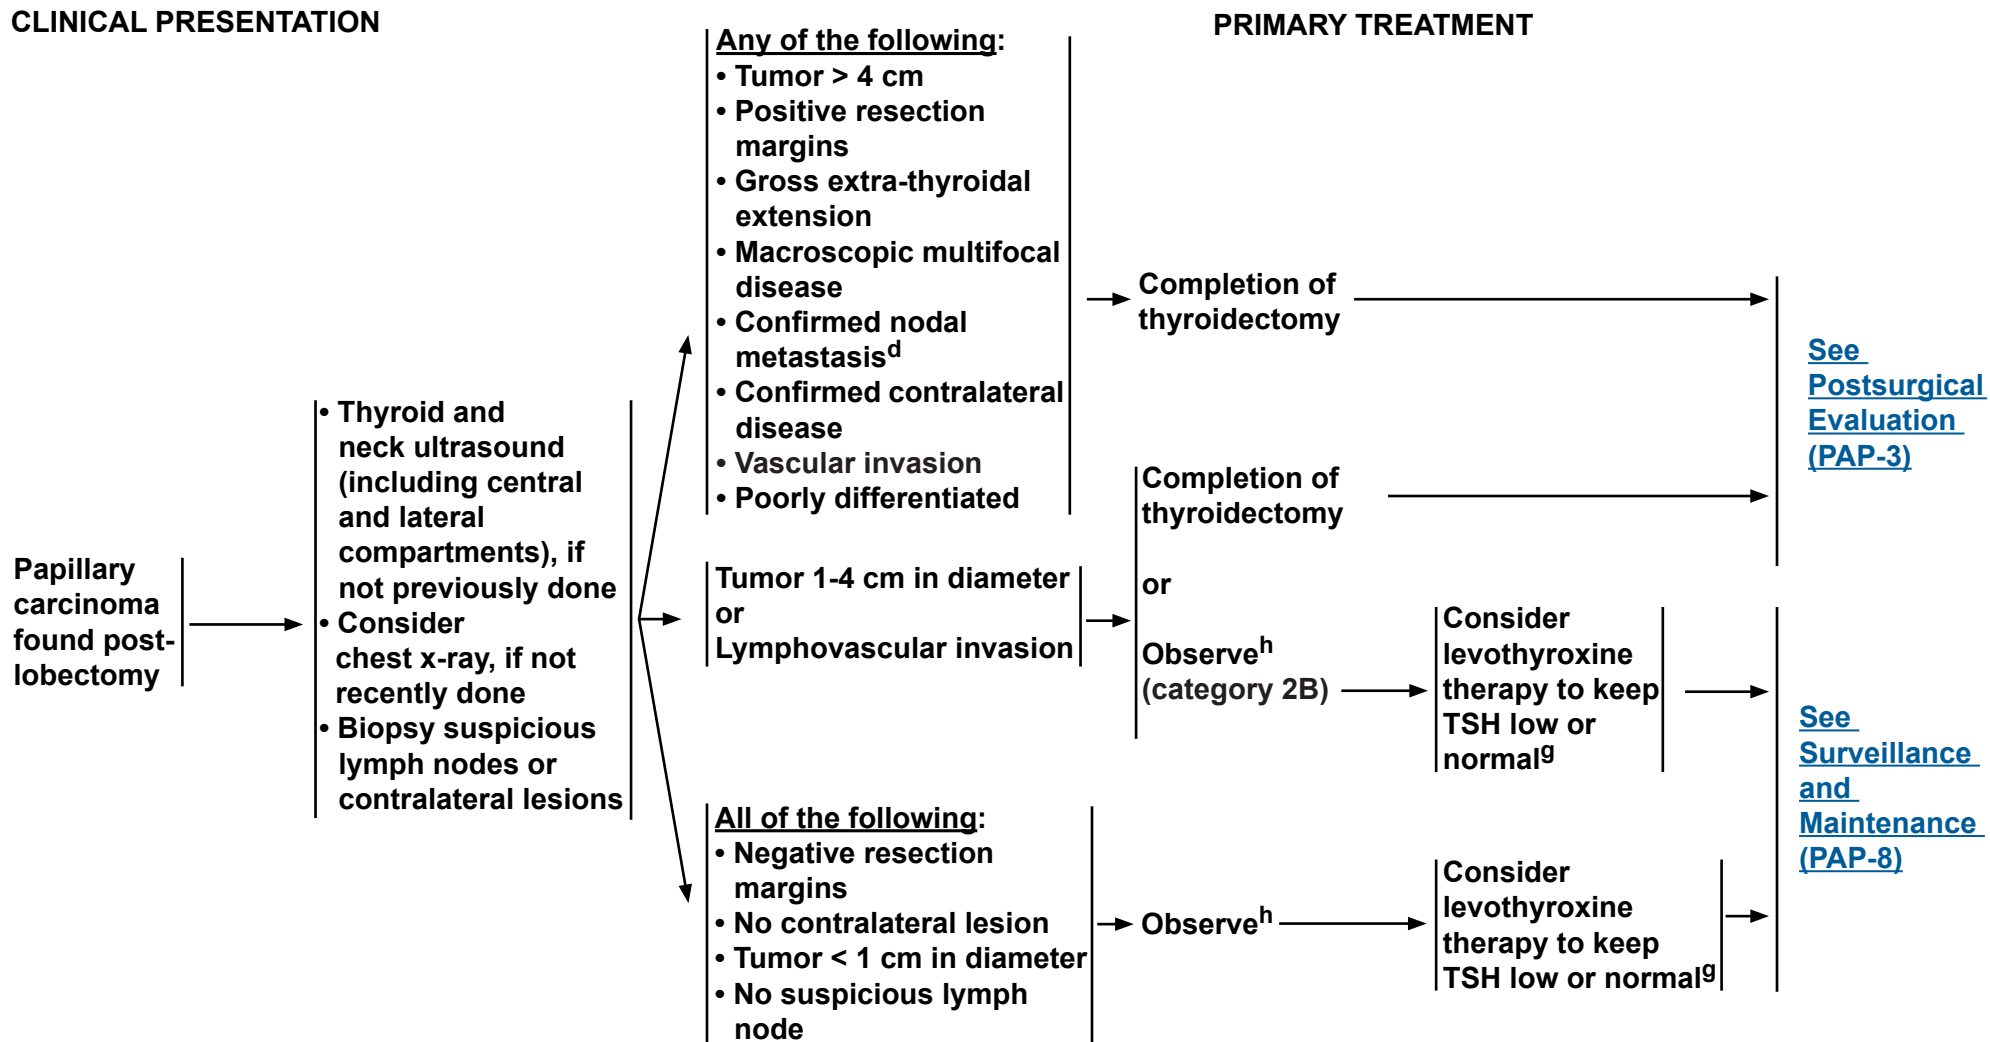 CLINICAL PRESENTATION
PRIMARY TREATMENT
Papillary
carcinoma
found post-
lobectomy
• Thyroid and
neck ultrasound
(including central
and lateral
compartments), if
not previously done
• Consider
chest x-ray, if not
recently done
• Biopsy suspicious
lymph nodes or
contralateral lesions
Any of the following:
• Tumor > 4 cm
• Positive resection
margins
• Gross extra-thyroidal
extension
• Macroscopic multifocal
disease
• Confirmed nodal
metastasisd
• Confirmed contralateral
disease
• Vascular invasion
• Poorly differentiated
Completion of
thyroidectomy
See
Postsurgical
Evaluation
(PAP-3)
Tumor 1-4 cm in diameter
or
Lymphovascular invasion
Completion of
thyroidectomy
or
Observeh
(category 2B)
Consider
levothyroxine
therapy to keep
TSH low or
normalg
All of the following:
• Negative resection
margins
• No contralateral lesion
• Tumor < 1 cm in diameter
• No suspicious lymph
node
Observeh
Consider
levothyroxine
therapy to keep
TSH low or normalg
See
Surveillance
and
Maintenance
(PAP-8)